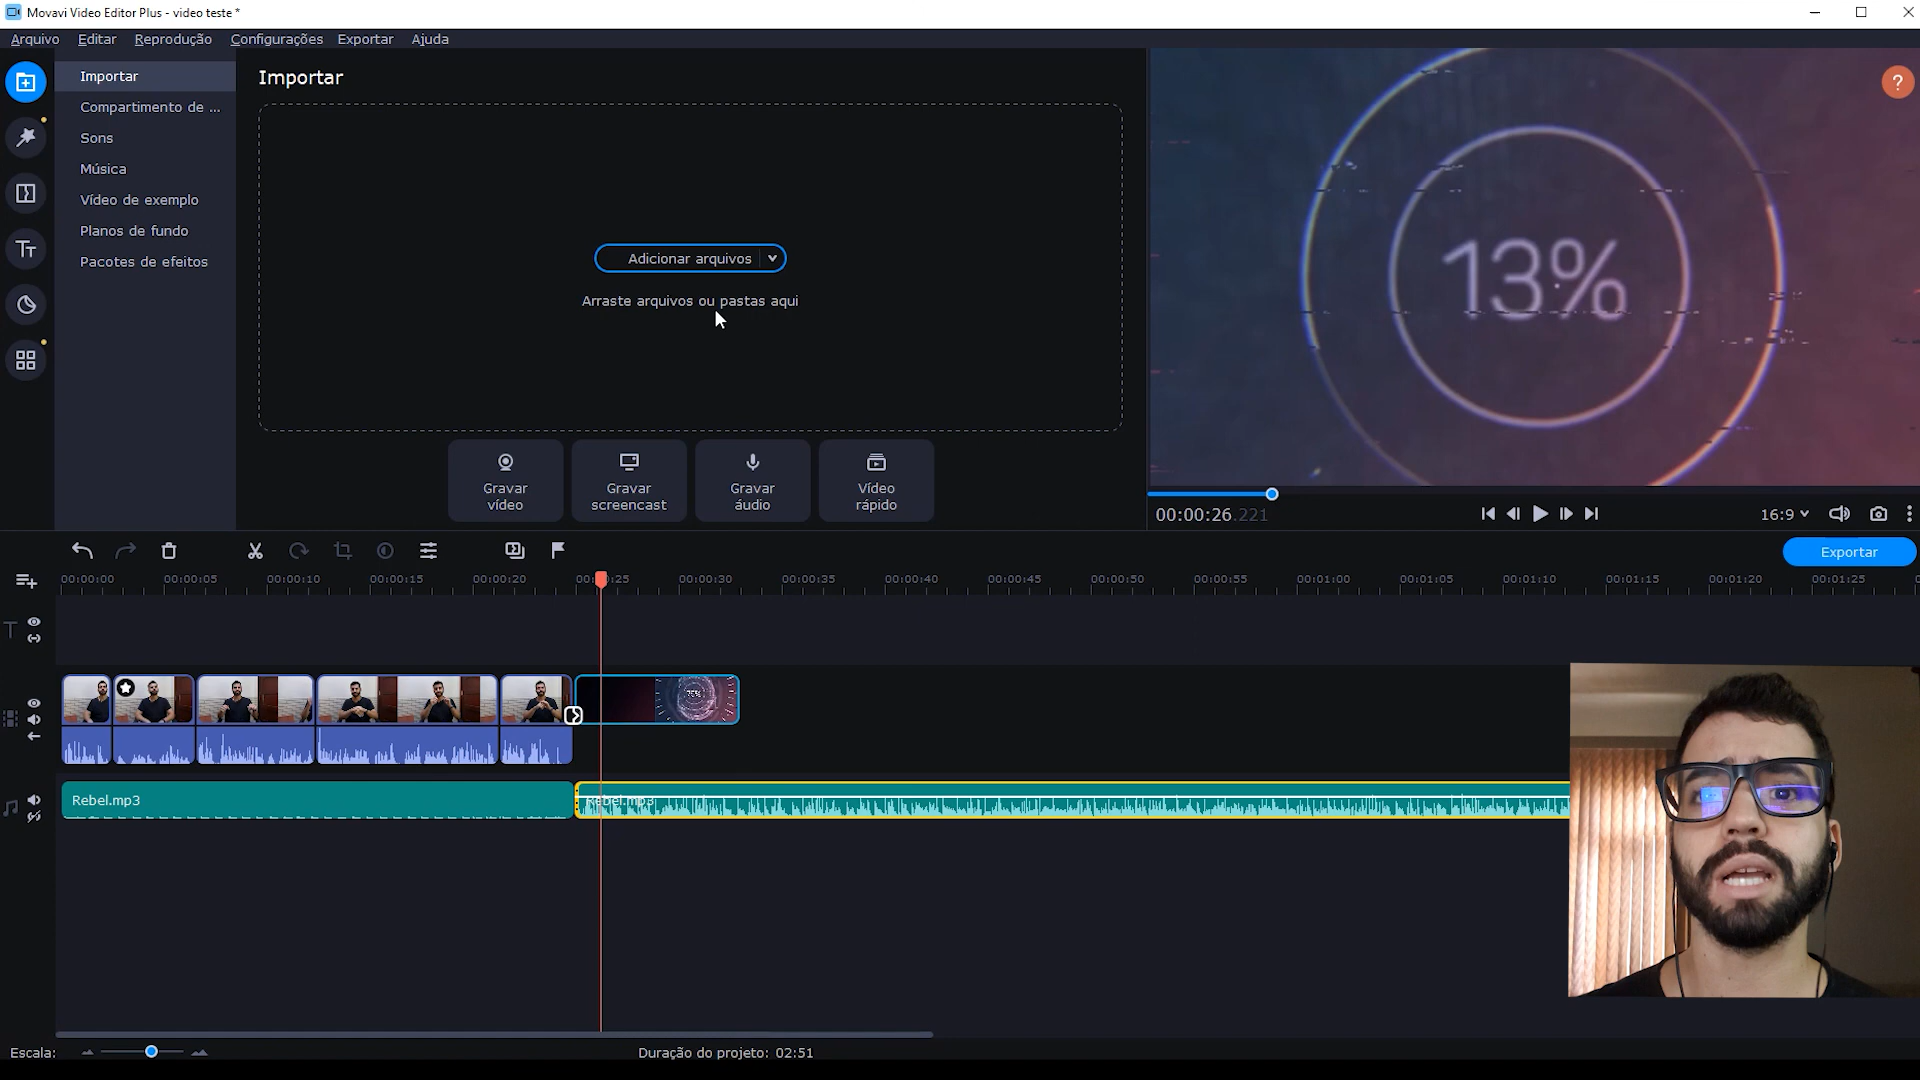 Movavi Video Editor Plus - video teste *
Arquivo Editar Reprodução Configurações Exportar Ajuda
Importar
Compartimento de ...
Sons
Música
Vídeo de exemplo
Planos de fundo
Pacotes de efeitos
Importar
Adicionar arquivos
Arraste arquivos ou pastas aqui
Gravar
vídeo
Gravar
screencast
Gravar
áudio
Vídeo
rápido
?
13%
00:00:26.221
16:9
Exportar
00:00:00 00:00:05 00:00:10 00:00:15 00:00:20 00:00:25 00:00:30 00:00:35 00:00:40 00:00:45 00:00:50 00:00:55 00:01:00 00:01:05 00:01:10 00:01:15 00:01:20 00:01:25
Rebel.mp3
Rebel.mp3
Escala:
Duração do projeto: 02:51